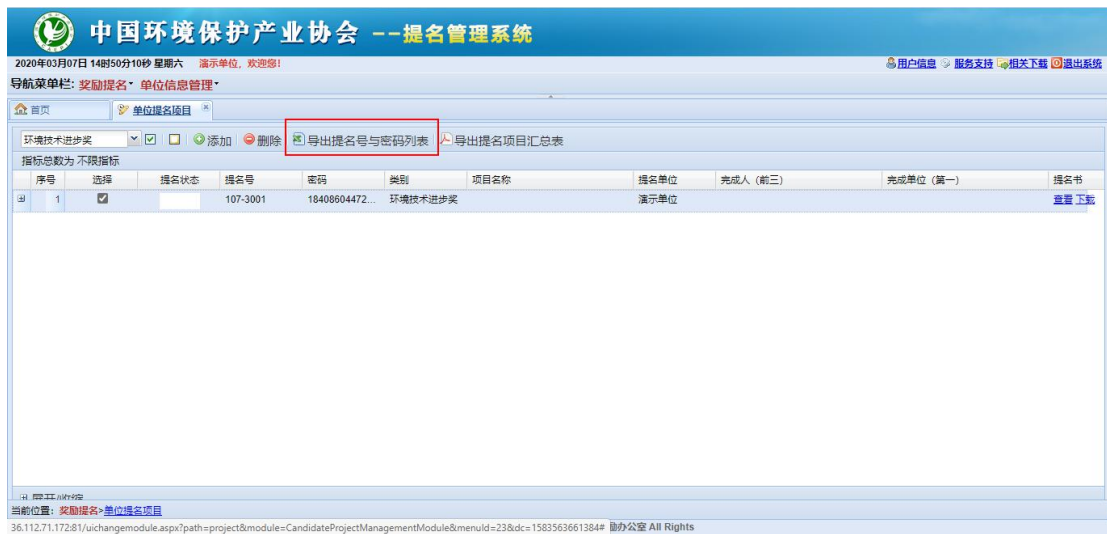 中国环境保护产业协会 --提名管理系统
2020年03月07日 14时50分10秒 星期六 演示单位, 欢迎您! 用户信息 服务支持 相关下载 退出系统
导航菜单栏: 奖励提名 单位信息管理
首页 单位提名项目
环境技术进步奖 添加 删除 导出提名号与密码列表 导出提名项目汇总表
指标总数为 不限指标
序号 选择 提名状态 提名号 密码 类别 项目名称 提名单位 完成人 (前三) 完成单位 (第一) 提名书
1 107-3001 18408604472... 环境技术进步奖 演示单位 查看 下载
展开/收缩
当前位置: 奖励提名>单位提名项目
36.112.71.172:81/uichangemodule.aspx?path=project&module=CandidateProjectManagementModule&menuId=23&dc=1583563661384# 励办公室 All Rights